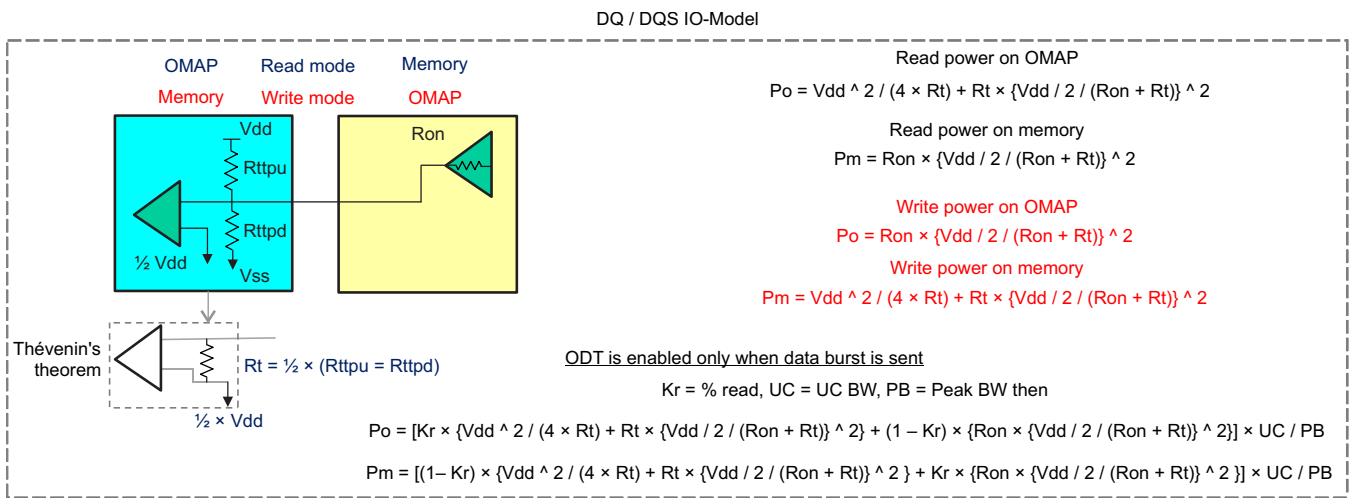 DQ / DQS IO-Model
OMAP Read mode Memory
Memory Write mode OMAP
Vdd
Rttpu
Rttpd
½ Vdd
Vss
Ron
Thévenin's
theorem
Rt = ½ × (Rttpu = Rttpd)
½ × Vdd
Read power on OMAP
Po = Vdd ^ 2 / (4 × Rt) + Rt × {Vdd / 2 / (Ron + Rt)} ^ 2
Read power on memory
Pm = Ron × {Vdd / 2 / (Ron + Rt)} ^ 2
Write power on OMAP
Po = Ron × {Vdd / 2 / (Ron + Rt)} ^ 2
Write power on memory
Pm = Vdd ^ 2 / (4 × Rt) + Rt × {Vdd / 2 / (Ron + Rt)} ^ 2
ODT is enabled only when data burst is sent
Kr = % read, UC = UC BW, PB = Peak BW then
Po = [Kr × {Vdd ^ 2 / (4 × Rt) + Rt × {Vdd / 2 / (Ron + Rt)} ^ 2} + (1 – Kr) × {Ron × {Vdd / 2 / (Ron + Rt)} ^ 2}] × UC / PB
Pm = [(1– Kr) × {Vdd ^ 2 / (4 × Rt) + Rt × {Vdd / 2 / (Ron + Rt)} ^ 2 } + Kr × {Ron × {Vdd / 2 / (Ron + Rt)} ^ 2 }] × UC / PB